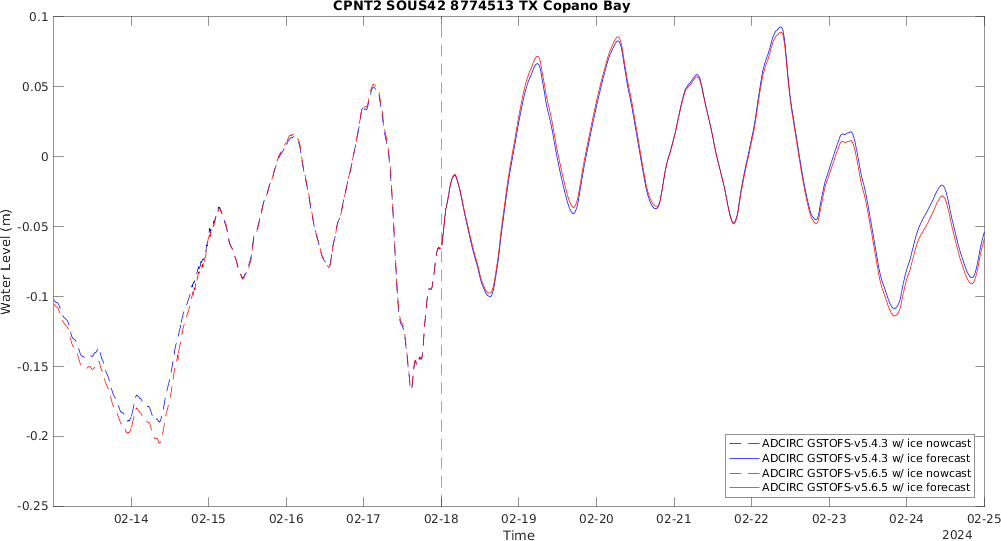 CPNT2 SOUS42 8774513 TX Copano Bay
0.1
0.05
0
-0.05
-0.1
-0.15
-0.2
-0.25
Water Level (m)
ADCIRC GSTOFS-v5.4.3 w/ ice nowcast
ADCIRC GSTOFS-v5.4.3 w/ ice forecast
ADCIRC GSTOFS-v5.6.5 w/ ice nowcast
ADCIRC GSTOFS-v5.6.5 w/ ice forecast
02-14 02-15 02-16 02-17 02-18 02-19 02-20 02-21 02-22 02-23 02-24 02-25
Time
2024